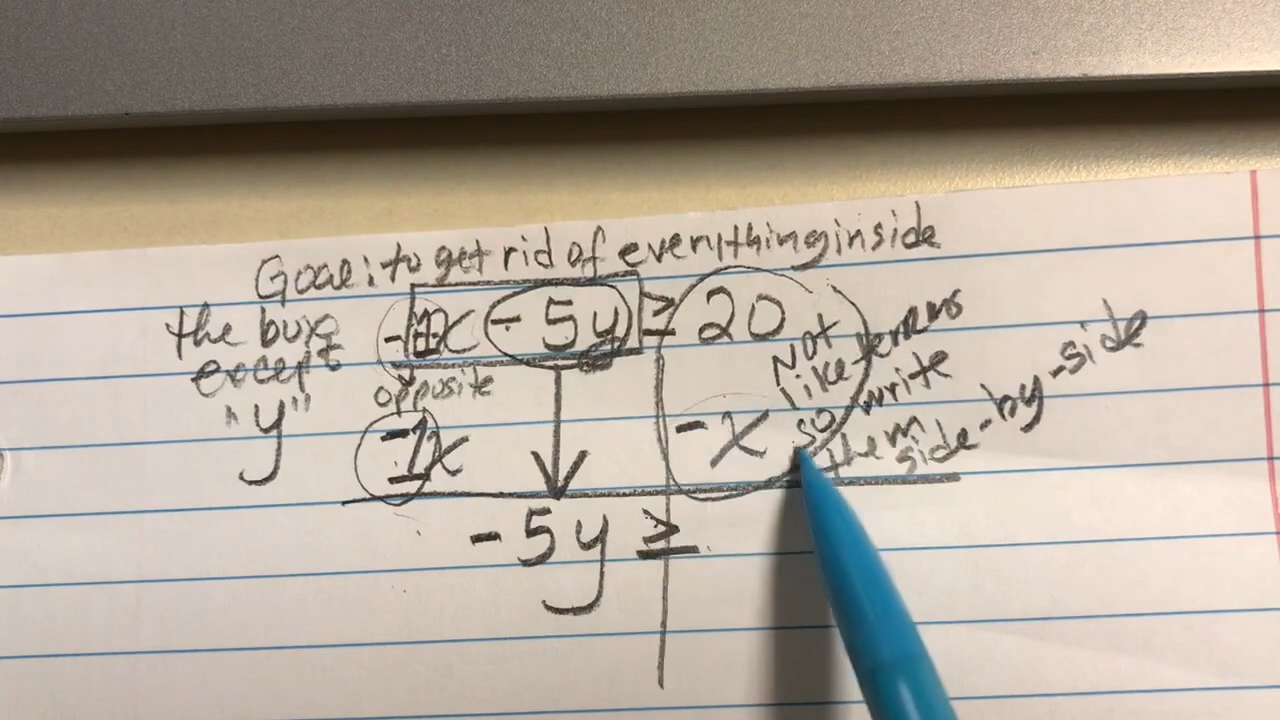 Goal: to get rid of everything inside
the box
except
"y"
1x - 5y ≥ 20
opposite
-1x
-x
Not
like terms
so write
them
side-by-side
-5y ≥